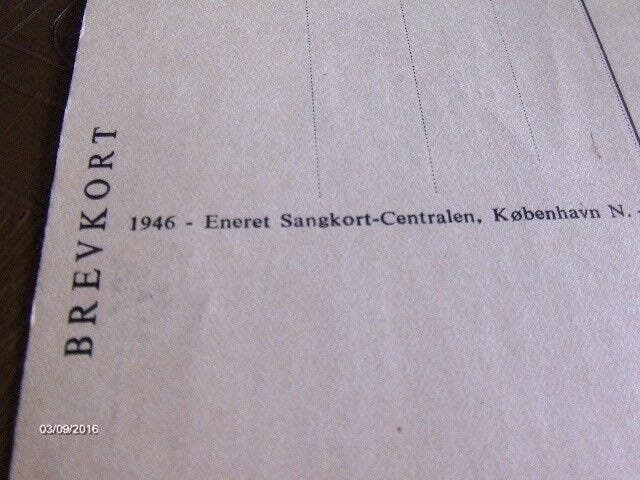 BREVKORT
1946 - Eneret Sangkort-Centralen, København N. -
03/09/2016